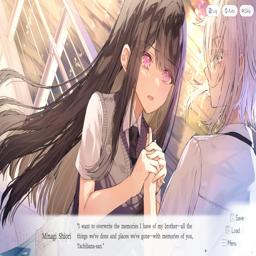 Log
Auto
Skip
Save
Load
Menu
Minagi Shiori
"I want to overwrite the memories I have of my brother—all the
things we've done and places we've gone—with memories of you,
Tachibana-san."